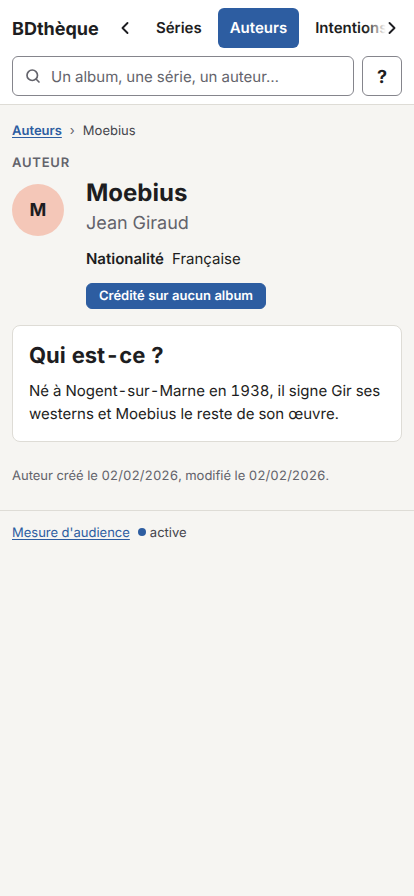 BDthèque
Séries
Auteurs
Intentions
Un album, une série, un auteur...
?
Auteurs › Moebius
AUTEUR
M
Moebius
Jean Giraud
Nationalité Française
Crédité sur aucun album
Qui est-ce ?
Né à Nogent-sur-Marne en 1938, il signe Gir ses
westerns et Moebius le reste de son œuvre.
Auteur créé le 02/02/2026, modifié le 02/02/2026.
Mesure d'audience active